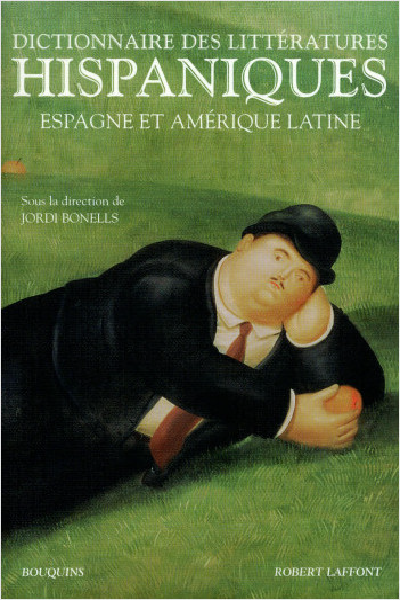 DICTIONNAIRE DES LITTÉRATURES
HISPANIQUES
ESPAGNE ET AMÉRIQUE LATINE
Sous la direction de
JORDI BONELLS
BOUQUINS
ROBERT LAFFONT